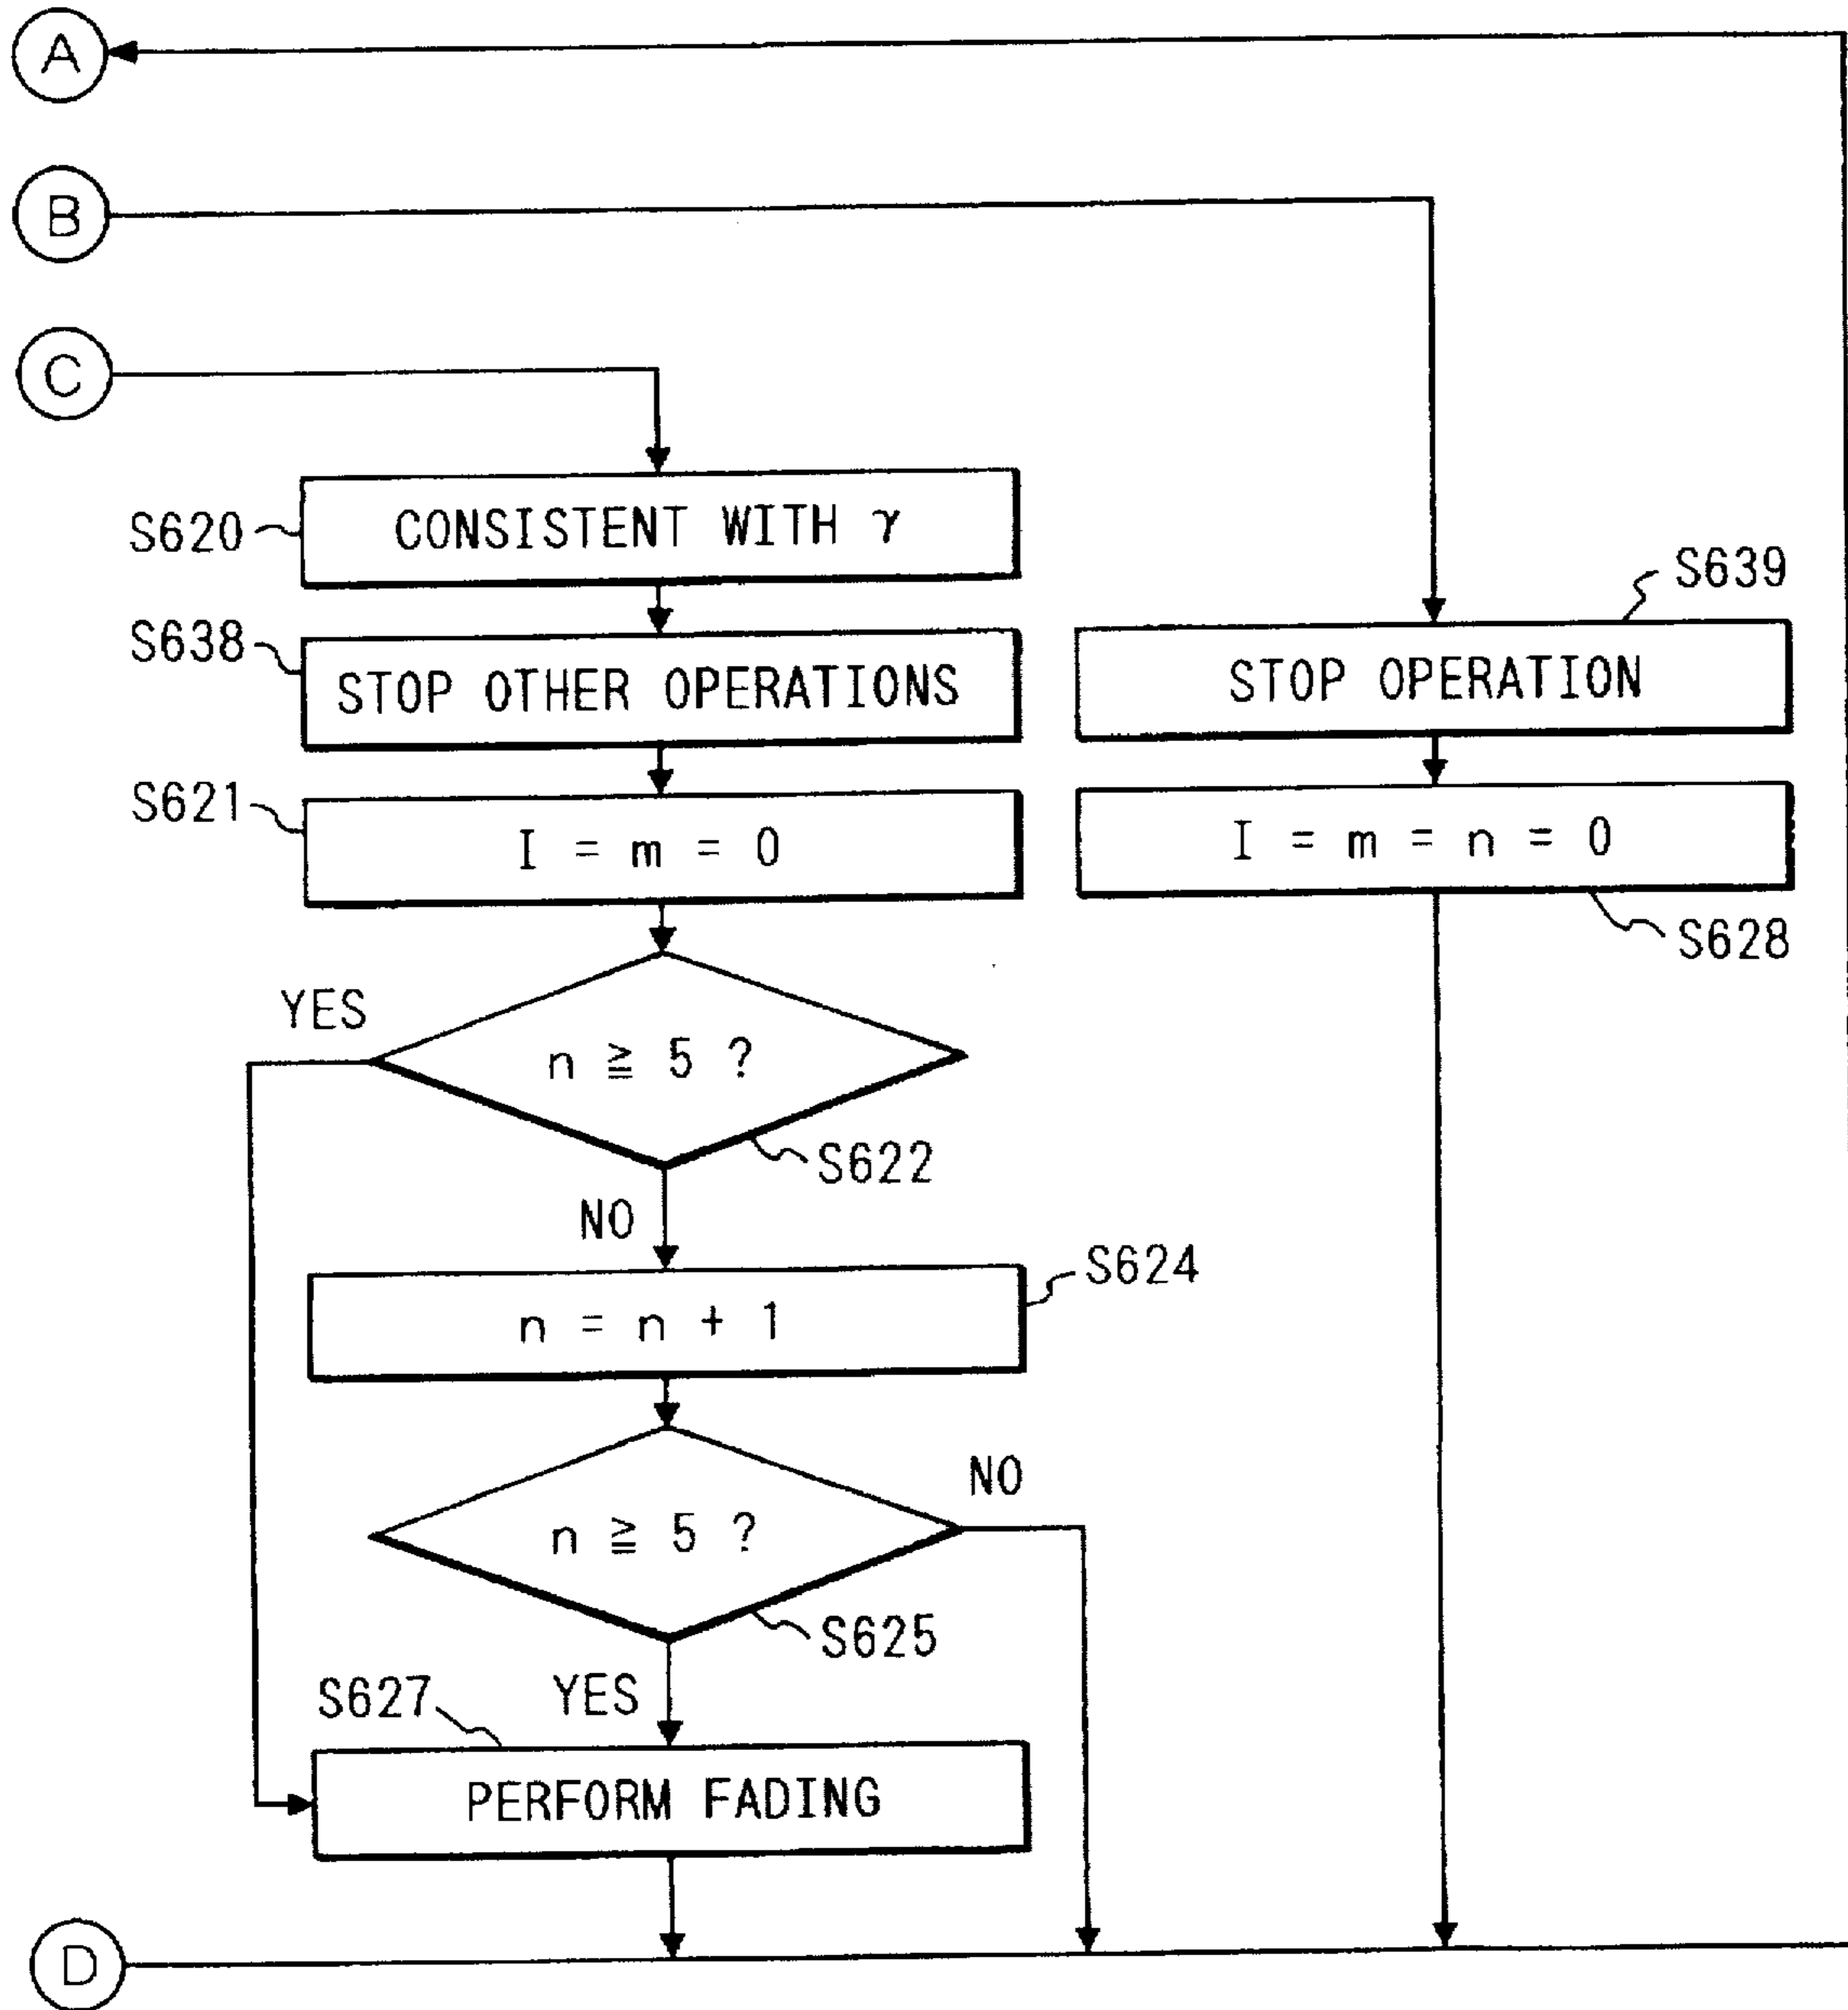 A
B
C
S620
CONSISTENT WITH γ
S639
S638
STOP OTHER OPERATIONS
STOP OPERATION
S621
I = m = 0
I = m = n = 0
S628
YES
n ≧ 5 ?
S622
NO
S624
n = n + 1
NO
n ≧ 5 ?
S625
S627
YES
PERFORM FADING
D